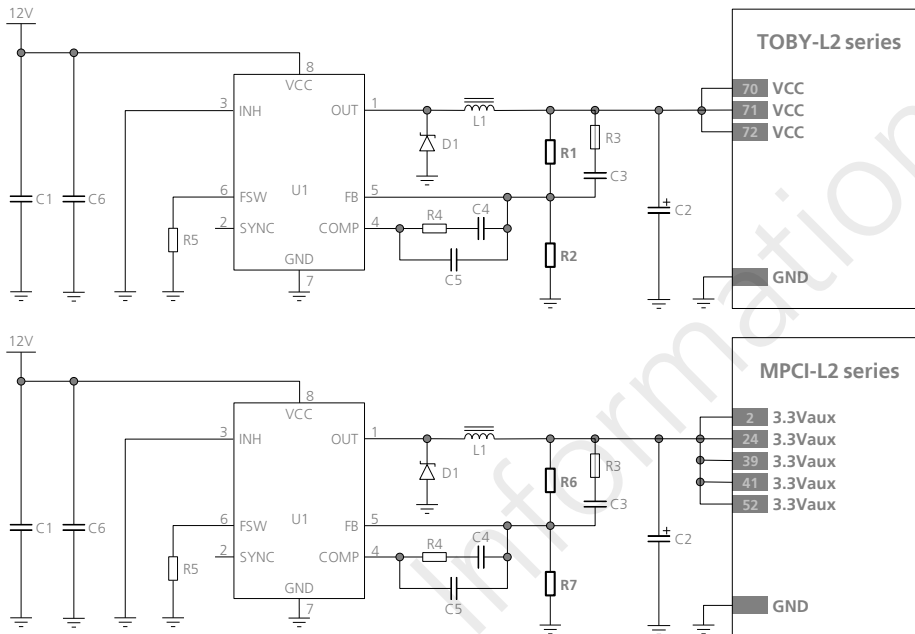 12V
TOBY-L2 series
8
VCC
70 VCC
3 INH
OUT 1
71 VCC
L1
72 VCC
D1
R1
R3
C3
C1
C6
6 FSW
U1
FB 5
2 SYNC
COMP 4
R4
C4
C2
R5
R2
GND
C5
7
GND
Information
12V
MPCI-L2 series
8
VCC
2 3.3Vaux
3 INH
OUT 1
24 3.3Vaux
L1
39 3.3Vaux
R3
D1
R6
41 3.3Vaux
C3
52 3.3Vaux
C1
C6
6 FSW
U1
FB 5
2 SYNC
COMP 4
R4
C4
C2
R5
R7
GND
C5
7
GND